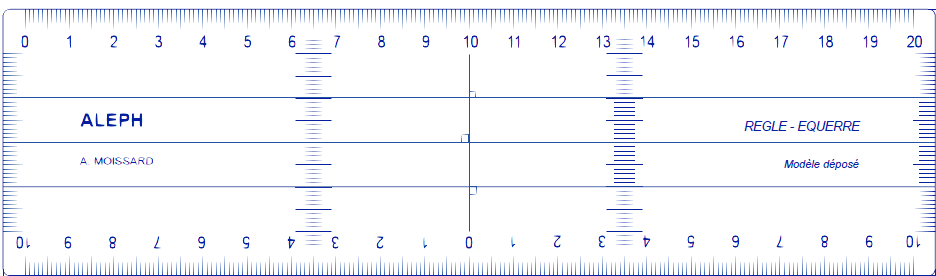 0 1 2 3 4 5 6 7 8 9 10 11 12 13 14 15 16 17 18 19 20
ALEPH
REGLE - EQUERRE
A. MOISSARD
Modèle déposé
10 9 8 7 6 5 4 3 2 1 0 1 2 3 4 5 6 7 8 9 10